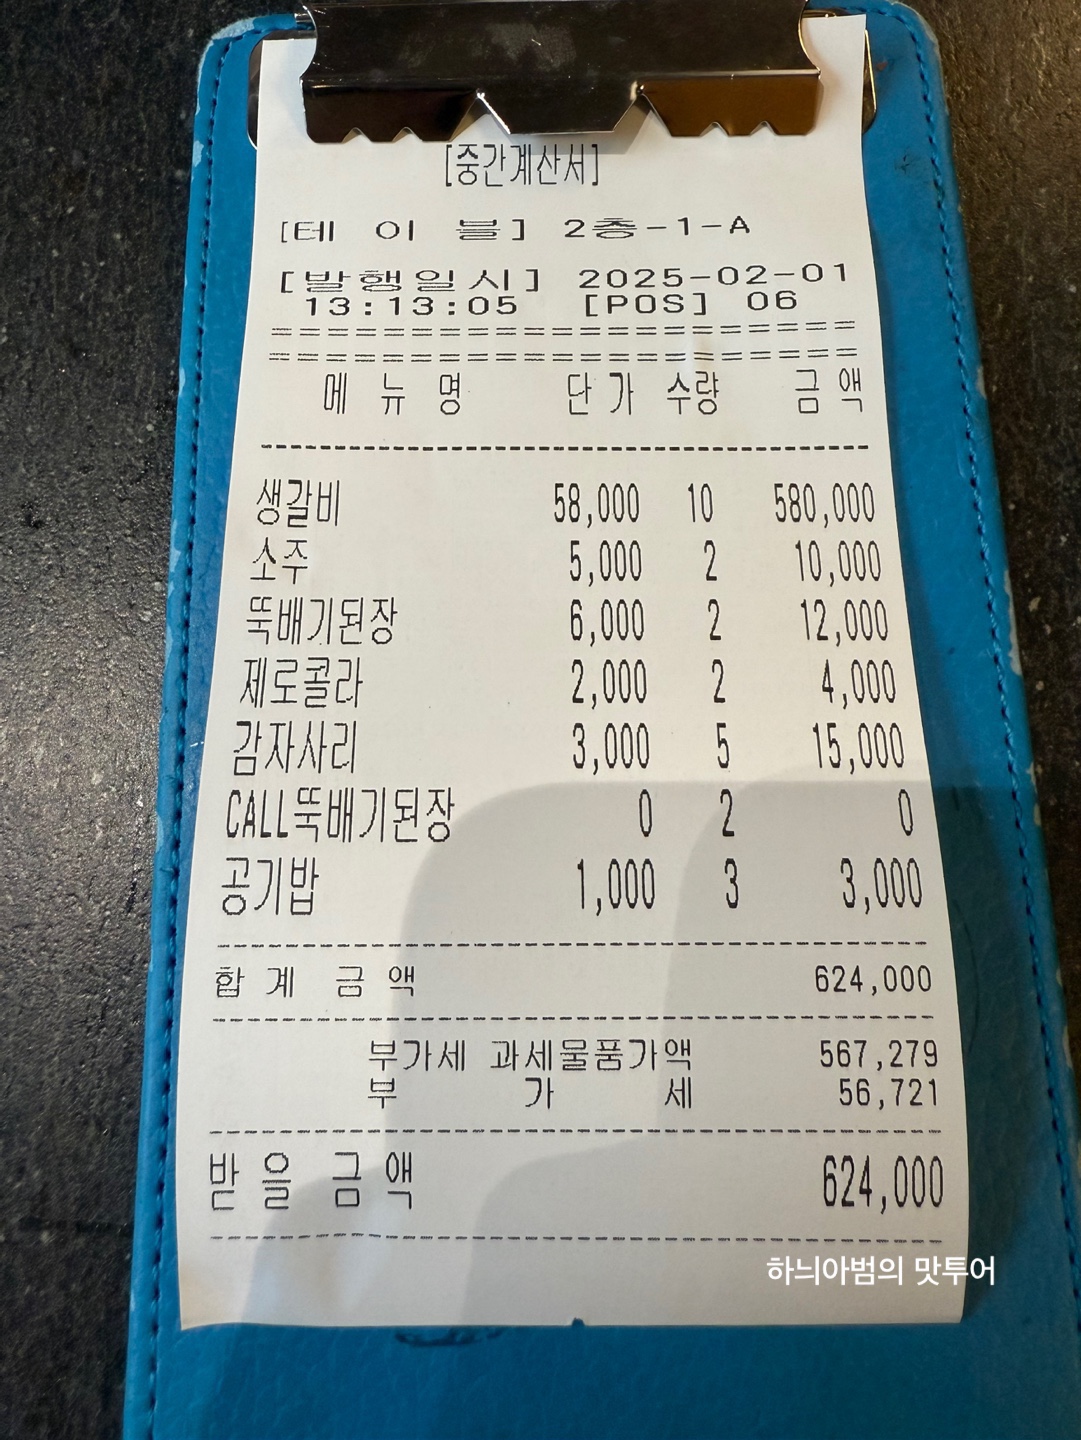 [중간계산서]
[테 이 블] 2층-1-A
[발행일시] 2025-02-01
13:13:05 [POS] 06
메 뉴 명 단 가 수량 금 액
생갈비 58,000 10 580,000
소주 5,000 2 10,000
뚝배기된장 6,000 2 12,000
제로콜라 2,000 2 4,000
감자사리 3,000 5 15,000
CALL뚝배기된장 0 2 0
공기밥 1,000 3 3,000
합 계 금 액 624,000
부가세 과세물품가액 567,279
부 가 세 56,721
받 을 금 액 624,000
하늬아범의 맛투어